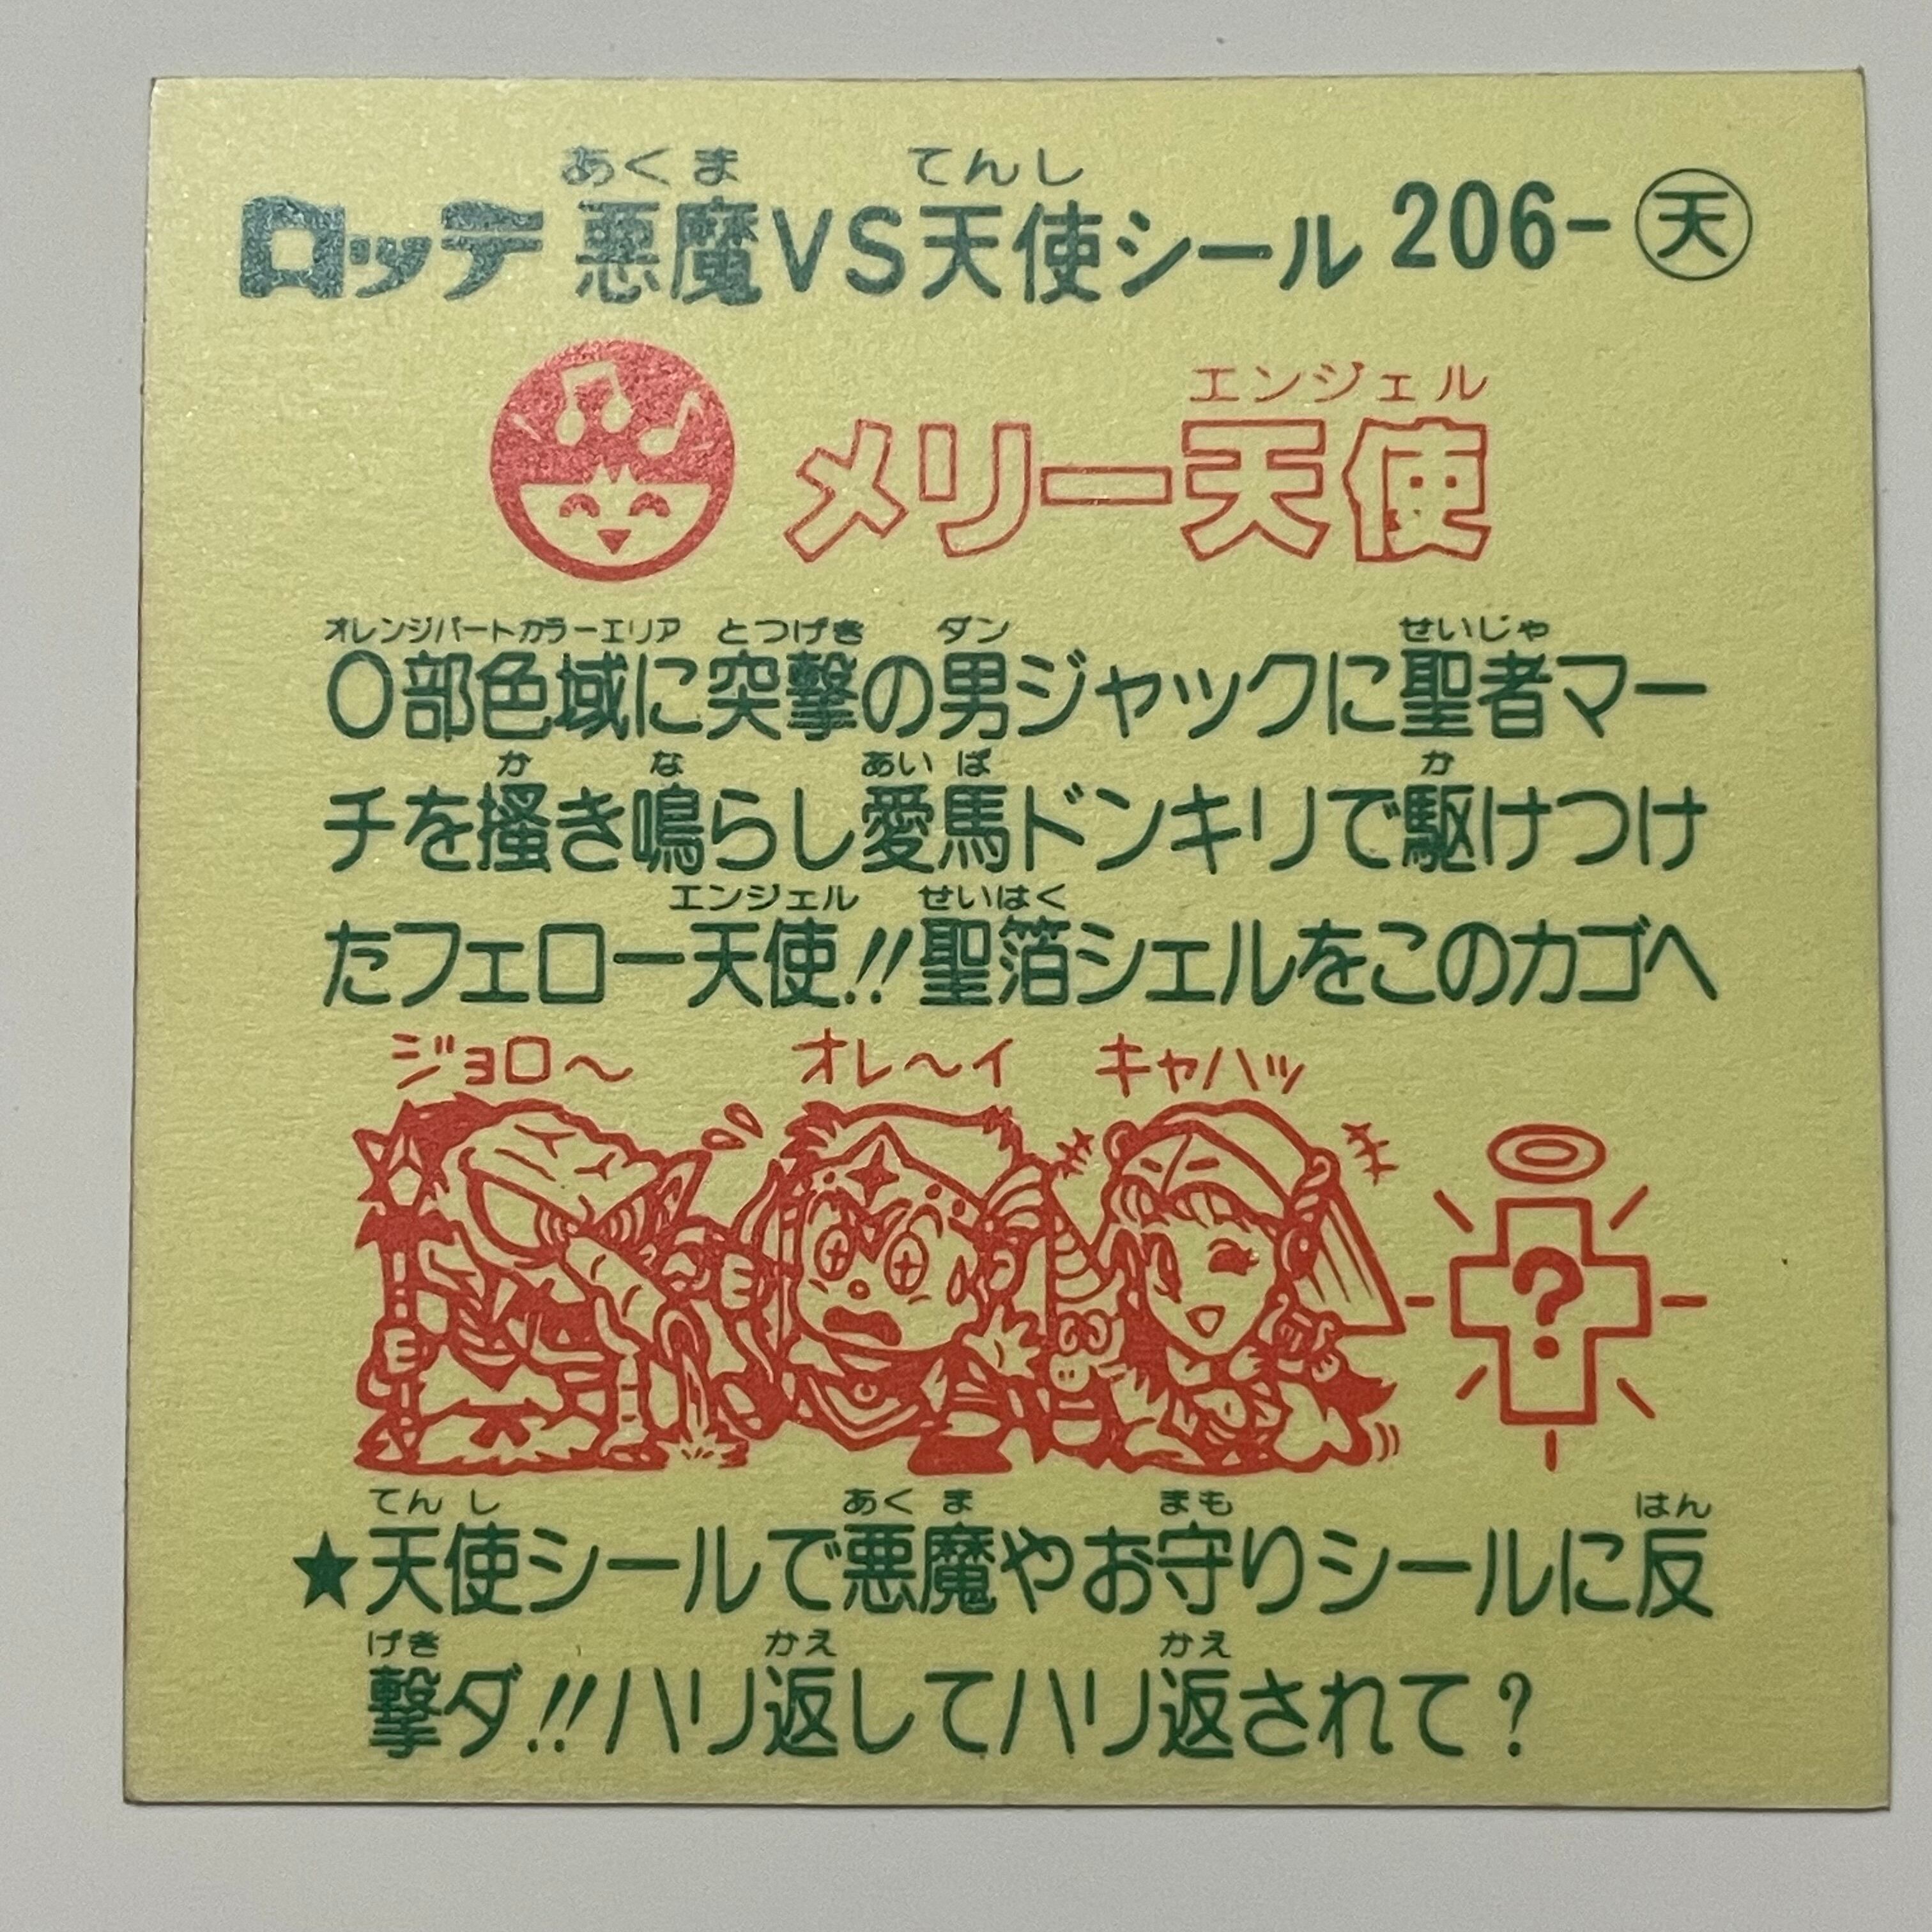 あくま てんし
ロッテ 悪魔VS天使シール 206-天
エンジェル
メリー天使
オレンジパートカラーエリア とつげき ダン せいじゃ
〇部色域に突撃の男ジャックに聖者マー
か な あいば か
チを掻き鳴らし愛馬ドンキリで駆けつけ
エンジェル せいはく
たフェロー天使!!聖箔シェルをこのカゴへ
ジョロ〜 オレ〜イ キャハッ
?
てんし あくま まも はん
★天使シールで悪魔やお守りシールに反
げき かえ かえ
撃ダ!!ハリ返してハリ返されて?